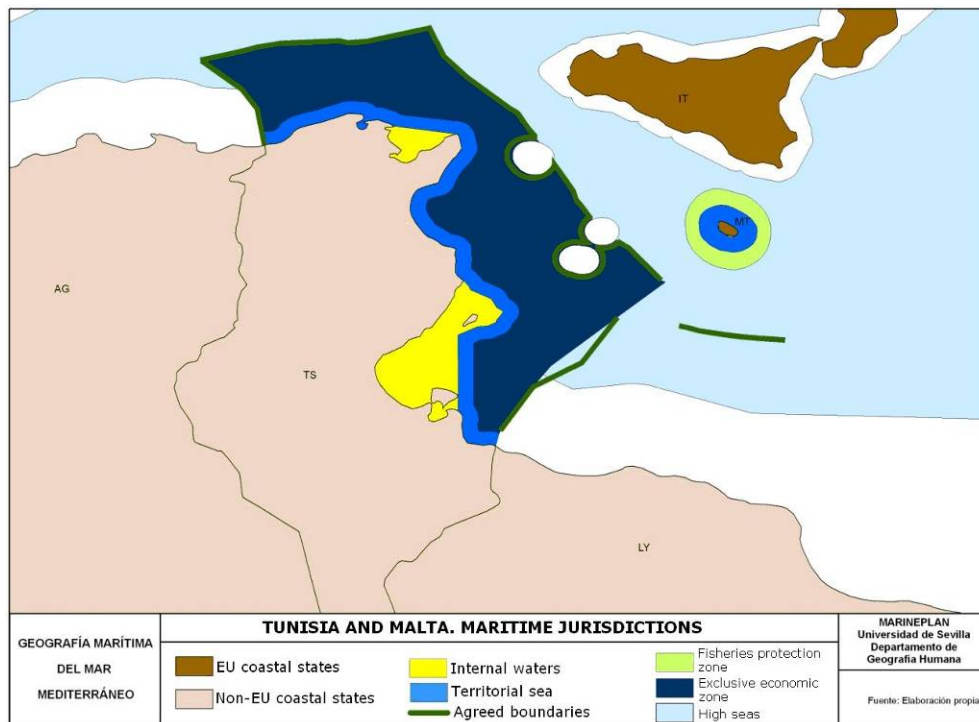 IT
MT
AG
TS
LY
GEOGRAFÍA MARÍTIMA
DEL MAR
MEDITERRÁNEO
TUNISIA AND MALTA. MARITIME JURISDICTIONS
EU coastal states
Non-EU coastal states
Internal waters
Territorial sea
Agreed boundaries
Fisheries protection
zone
Exclusive economic
zone
High seas
MARINEPLAN
Universidad de Sevilla
Departamento de
Geografía Humana
Fuente: Elaboración propia